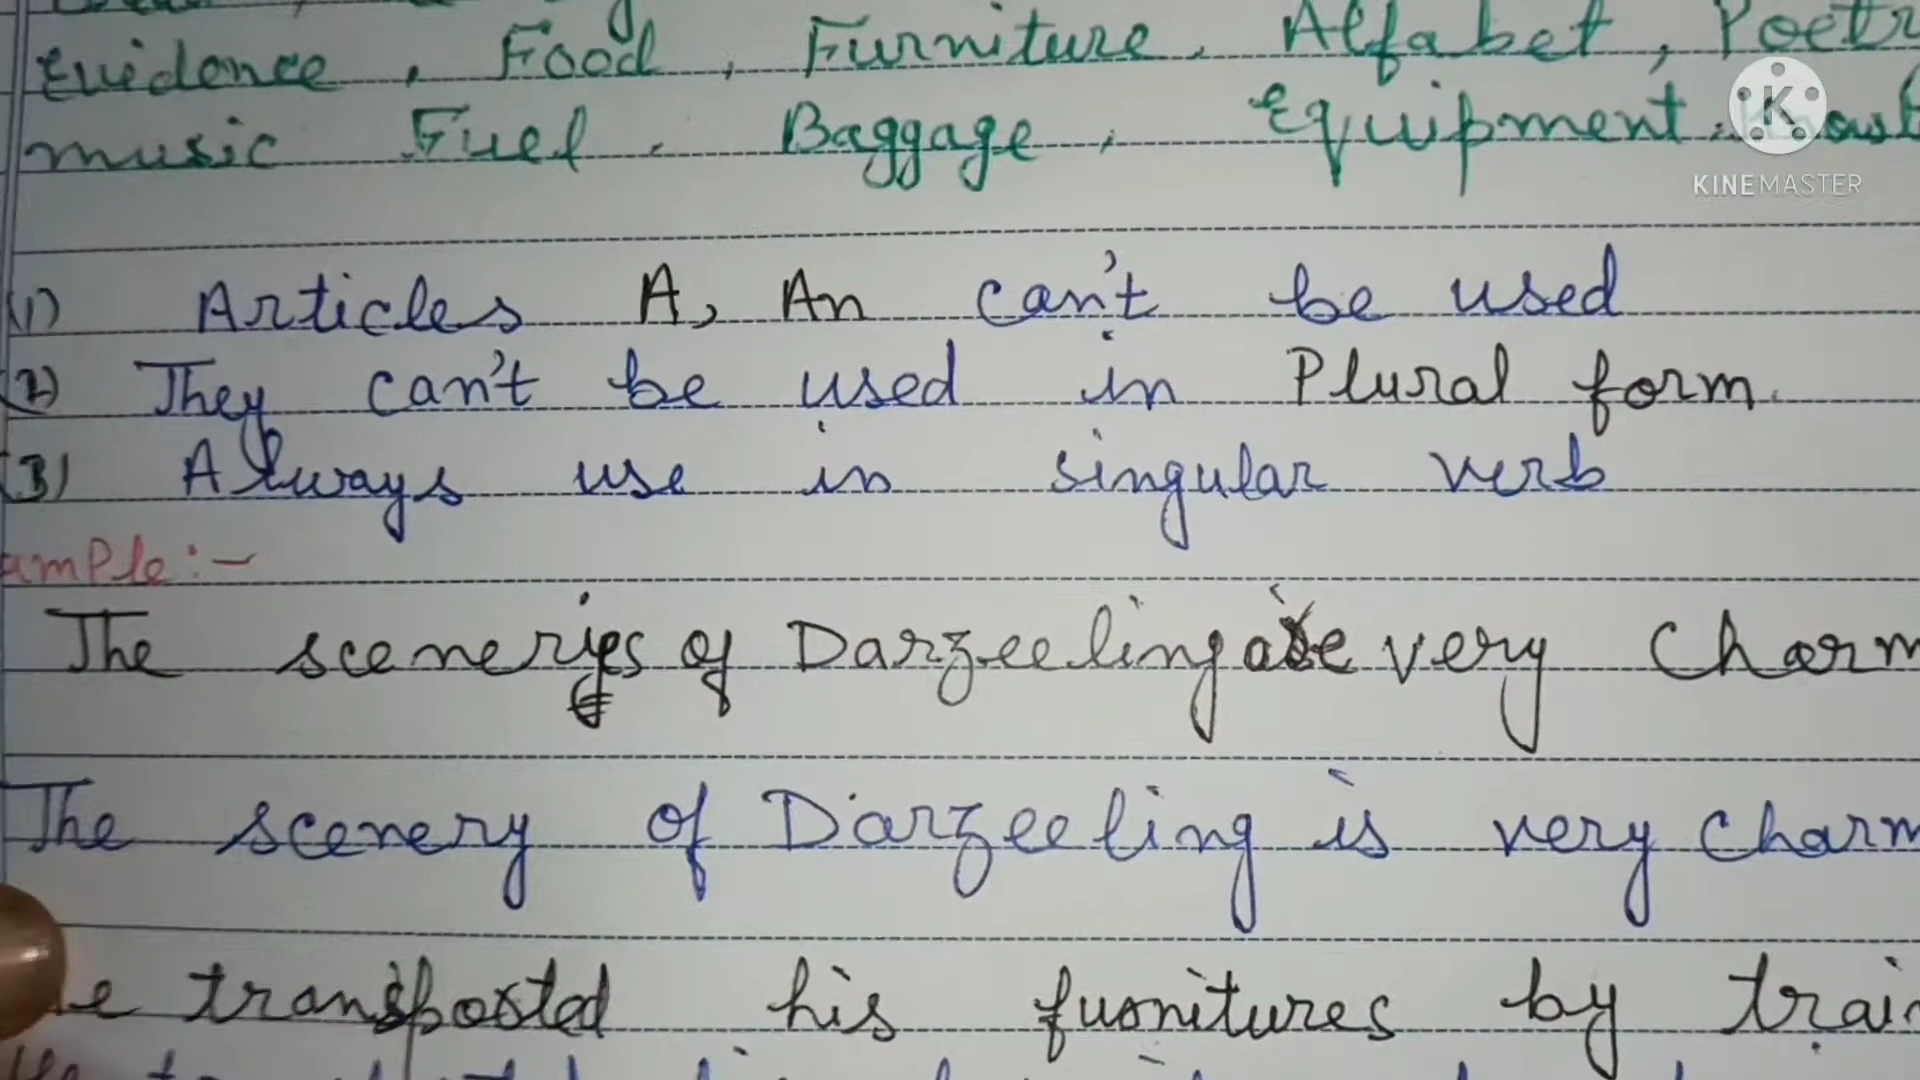 Evidence, Food, Furniture, Alfabet, Poetr
music Fuel, Baggage, Equipment,
KINEMASTER
(1) Articles A, An can't be used
(2) They can't be used in Plural form.
(3) Always use in singular verb
ample:-
The sceneries of Darzeeling are very Charm
The scenery of Darzeeling is very charm
e transported his furnitures by train